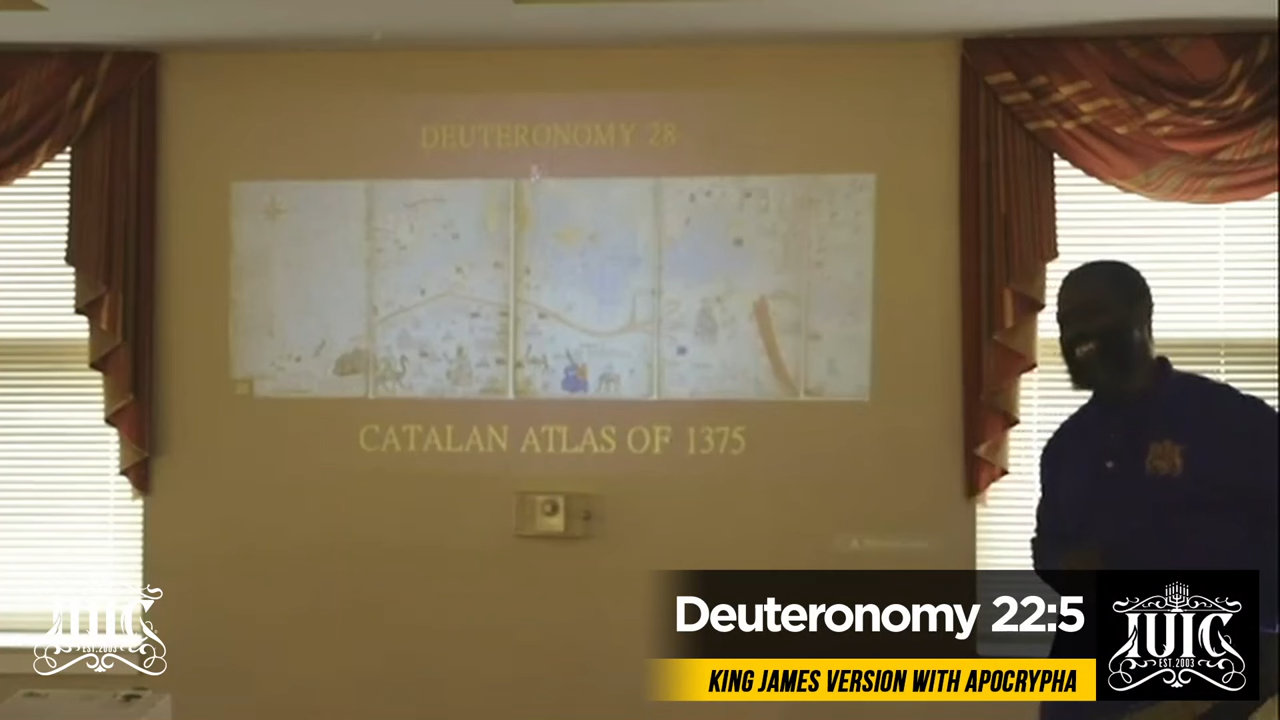 DEUTERONOMY 28
CATALAN ATLAS OF 1375
Deuteronomy 22:5
KING JAMES VERSION WITH APOCRYPHA
IUIC
EST.2003
IUIC
EST.2003